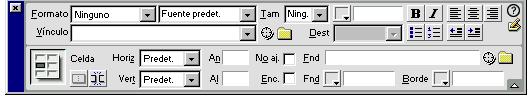 Formato Ninguno Fuente predet. Tam Ning. B I
Vínculo Dest
Celda Horiz Predet. An No aj. Fnd
Vert Predet. Al Enc. Fnd Borde